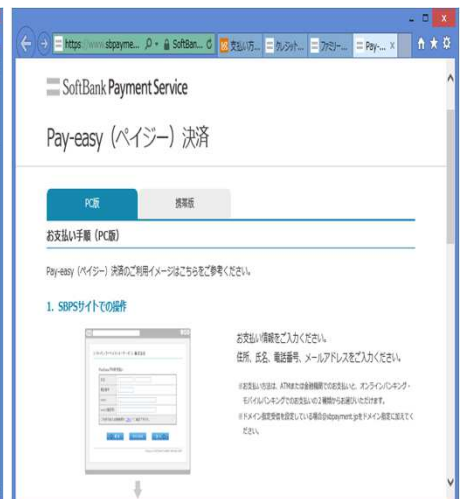 https://www.sbpayme...
SoftBan...
支払い方...
クレジット...
ファミリー...
Pay-...
SoftBank Payment Service
Pay-easy（ペイジー）決済
PC版
携帯版
お支払い手順（PC版）
Pay-easy（ペイジー）決済のご利用イメージはこちらをご参考ください。
1. SBPSサイトでの操作
お支払い情報をご入力ください。
住所、氏名、電話番号、メールアドレスをご入力ください。
※お支払い方法は、ATMまたは金融機関でのお支払いと、オンラインバンキング・
モバイルバンキングでのお支払いの2種類からお選びいただけます。
※ドメイン指定受信を設定している場合@sbpayment.jpをドメイン指定に加えてく
ださい。